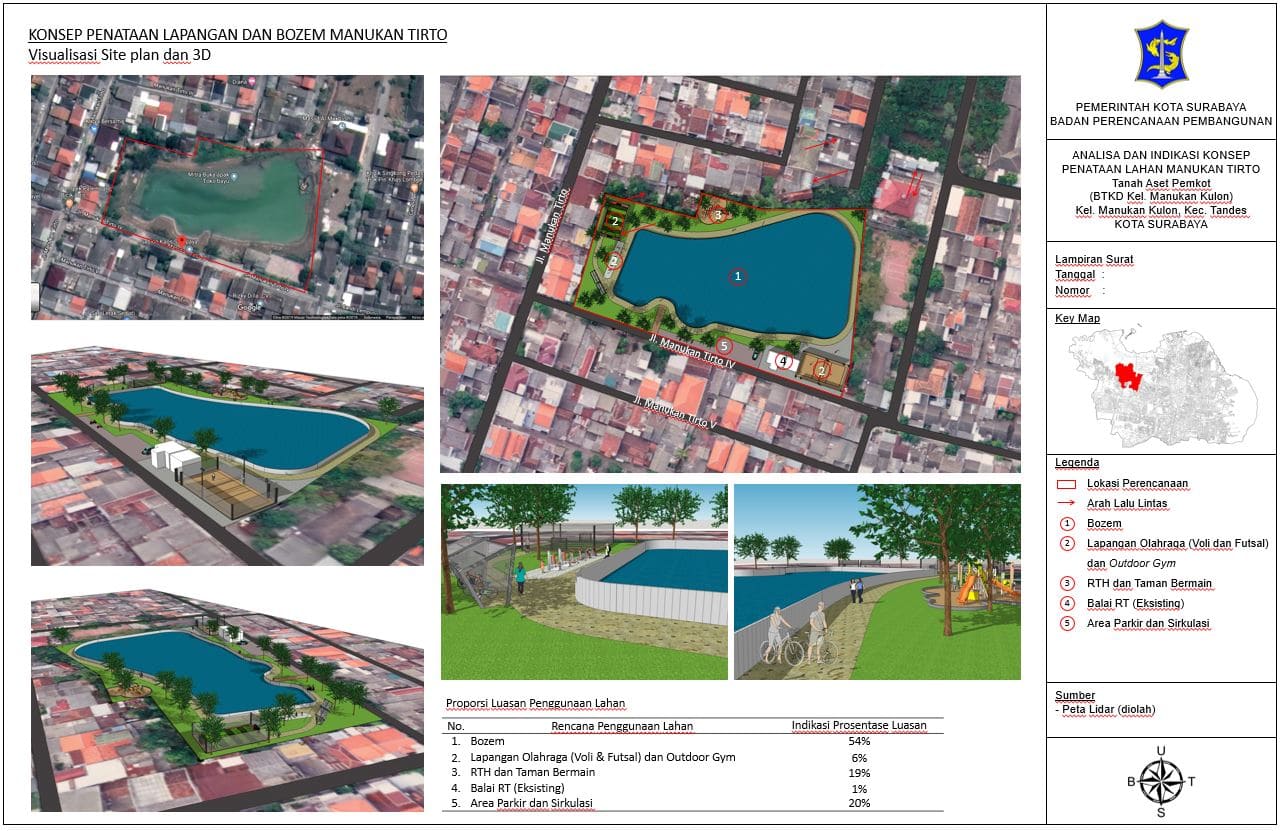 KONSEP PENATAAN LAPANGAN DAN BOZEM MANUKAN TIRTO
Visualisasi Site plan dan 3D
Mitra Buka lapak
Toko bayu
Google
Jl. Manukan Tirto
Jl. Manukan Tirto IV
Jl. Manukan Tirto V
1
2
2
3
4
5
2
Proporsi Luasan Penggunaan Lahan
No. Rencana Penggunaan Lahan Indikasi Prosentase Luasan
1. Bozem 54%
2. Lapangan Olahraga (Voli & Futsal) dan Outdoor Gym 6%
3. RTH dan Taman Bermain 19%
4. Balai RT (Eksisting) 1%
5. Area Parkir dan Sirkulasi 20%
PEMERINTAH KOTA SURABAYA
BADAN PERENCANAAN PEMBANGUNAN
ANALISA DAN INDIKASI KONSEP
PENATAAN LAHAN MANUKAN TIRTO
Tanah Aset Pemkot
(BTKD Kel. Manukan Kulon)
Kel. Manukan Kulon, Kec. Tandes
KOTA SURABAYA
Lampiran Surat
Tanggal :
Nomor :
Key Map
Legenda
Lokasi Perencanaan
Arah Lalu Lintas
1 Bozem
2 Lapangan Olahraga (Voli dan Futsal)
dan Outdoor Gym
3 RTH dan Taman Bermain
4 Balai RT (Eksisting)
5 Area Parkir dan Sirkulasi
Sumber
- Peta Lidar (diolah)
U
B T
S